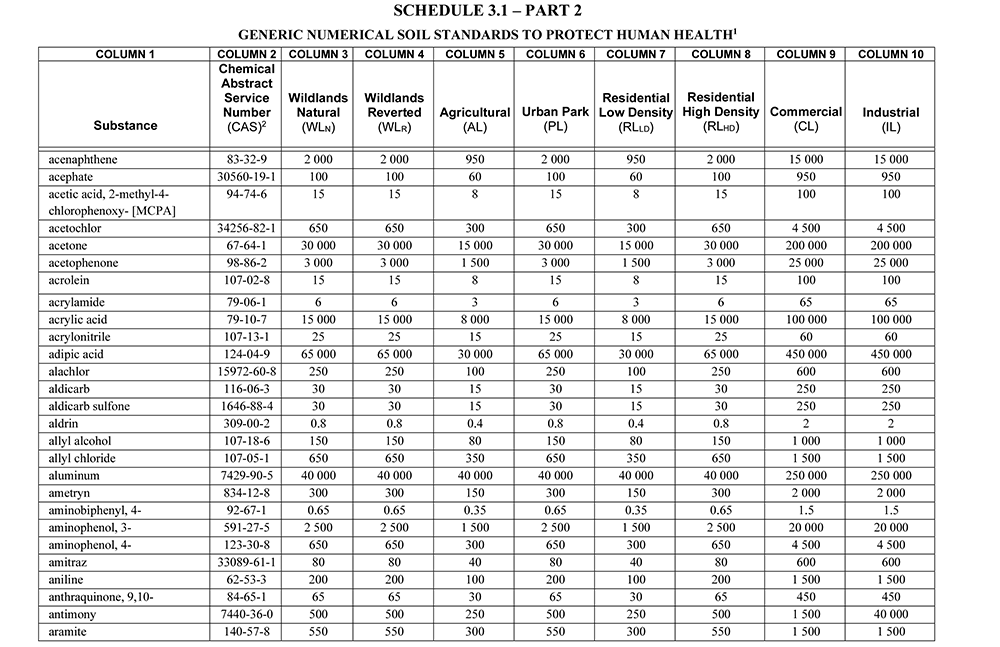 SCHEDULE 3.1 – PART 2
GENERIC NUMERICAL SOIL STANDARDS TO PROTECT HUMAN HEALTH1
COLUMN 1 COLUMN 2 COLUMN 3 COLUMN 4 COLUMN 5 COLUMN 6 COLUMN 7 COLUMN 8 COLUMN 9 COLUMN 10
Substance Chemical Abstract Service Number (CAS)2 Wildlands Natural (WLN) Wildlands Reverted (WLR) Agricultural (AL) Urban Park (PL) Residential Low Density (RLLD) Residential High Density (RLHD) Commercial (CL) Industrial (IL)
acenaphthene 83-32-9 2 000 2 000 950 2 000 950 2 000 15 000 15 000
acephate 30560-19-1 100 100 60 100 60 100 950 950
acetic acid, 2-methyl-4- 94-74-6 15 15 8 15 8 15 100 100
chlorophenoxy- [MCPA]
acetochlor 34256-82-1 650 650 300 650 300 650 4 500 4 500
acetone 67-64-1 30 000 30 000 15 000 30 000 15 000 30 000 200 000 200 000
acetophenone 98-86-2 3 000 3 000 1 500 3 000 1 500 3 000 25 000 25 000
acrolein 107-02-8 15 15 8 15 8 15 100 100
acrylamide 79-06-1 6 6 3 6 3 6 65 65
acrylic acid 79-10-7 15 000 15 000 8 000 15 000 8 000 15 000 100 000 100 000
acrylonitrile 107-13-1 25 25 15 25 15 25 60 60
adipic acid 124-04-9 65 000 65 000 30 000 65 000 30 000 65 000 450 000 450 000
alachlor 15972-60-8 250 250 100 250 100 250 600 600
aldicarb 116-06-3 30 30 15 30 15 30 250 250
aldicarb sulfone 1646-88-4 30 30 15 30 15 30 250 250
aldrin 309-00-2 0.8 0.8 0.4 0.8 0.4 0.8 2 2
allyl alcohol 107-18-6 150 150 80 150 80 150 1 000 1 000
allyl chloride 107-05-1 650 650 350 650 350 650 1 500 1 500
aluminum 7429-90-5 40 000 40 000 40 000 40 000 40 000 40 000 250 000 250 000
ametryn 834-12-8 300 300 150 300 150 300 2 000 2 000
aminobiphenyl, 4- 92-67-1 0.65 0.65 0.35 0.65 0.35 0.65 1.5 1.5
aminophenol, 3- 591-27-5 2 500 2 500 1 500 2 500 1 500 2 500 20 000 20 000
aminophenol, 4- 123-30-8 650 650 300 650 300 650 4 500 4 500
amitraz 33089-61-1 80 80 40 80 40 80 600 600
aniline 62-53-3 200 200 100 200 100 200 1 500 1 500
anthraquinone, 9,10- 84-65-1 65 65 30 65 30 65 450 450
antimony 7440-36-0 500 500 250 500 250 500 1 500 40 000
aramite 140-57-8 550 550 300 550 300 550 1 500 1 500